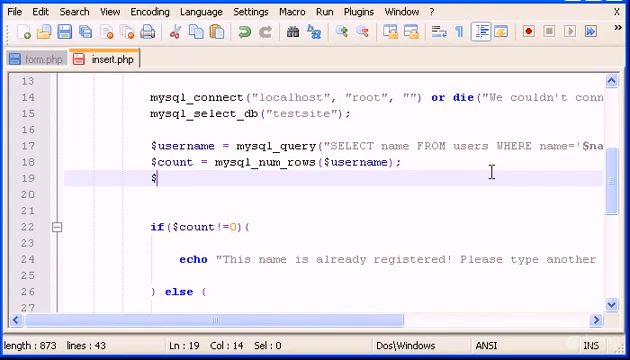 File Edit Search View Encoding Language Settings Macro Run Plugins Window ? X
form.php insert.php
13
14 mysql_connect("localhost", "root", "") or die("We couldn't conn
15 mysql_select_db("testsite");
16
17 $username = mysql_query("SELECT name FROM users WHERE name='$na
18 $count = mysql_num_rows($username);
19 $
20
21
22 if($count!=0){
23
24 echo "This name is already registered! Please type another
25
26 } else {
27
length : 873 lines : 43 Ln : 19 Col : 14 Sel : 0 Dos\Windows ANSI INS